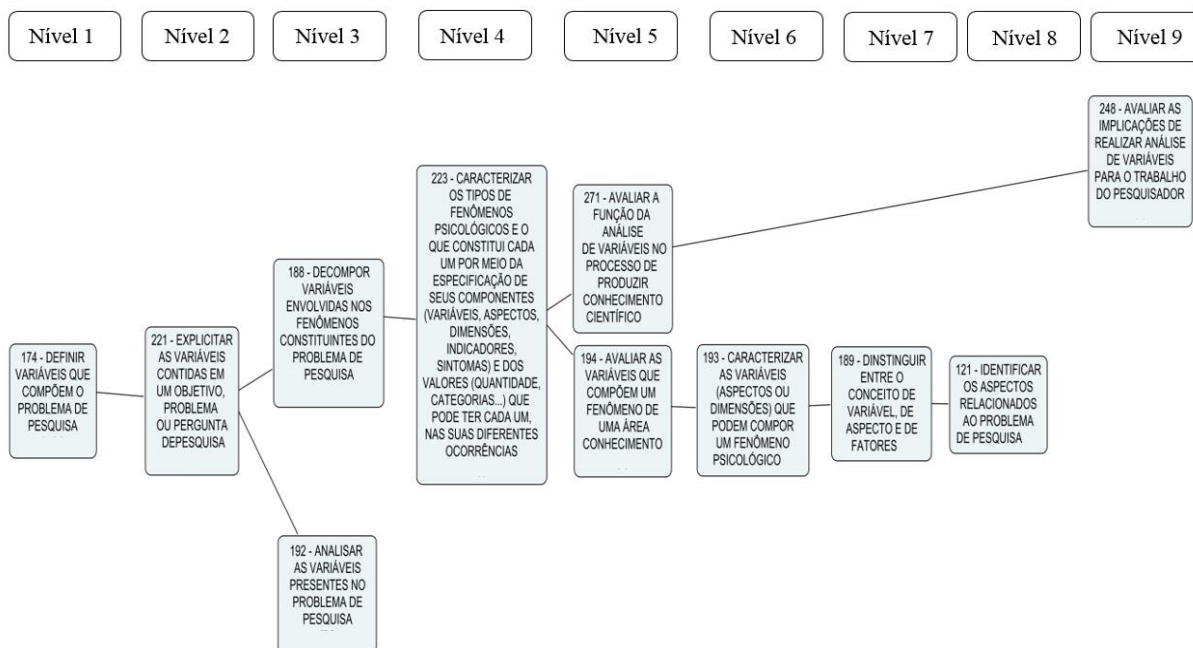 Nível 1
Nível 2
Nível 3
Nível 4
Nível 5
Nível 6
Nível 7
Nível 8
Nível 9
174 - DEFINIR
VARIÁVEIS QUE
COMPÕEM O
PROBLEMA DE
PESQUISA
221 - EXPLICITAR
AS VARIÁVEIS
CONTIDAS EM
UM OBJETIVO,
PROBLEMA
OU PERGUNTA
DEPESQUISA
188 - DECOMPOR
VARIÁVEIS
ENVOLVIDAS NOS
FENÔMENOS
CONSTITUINTES DO
PROBLEMA DE
PESQUISA
192 - ANALISAR
AS VARIÁVEIS
PRESENTES NO
PROBLEMA DE
PESQUISA
223 - CARACTERIZAR
OS TIPOS DE
FENÔMENOS
PSICOLÓGICOS E O
QUE CONSTITUI CADA
UM POR MEIO DA
ESPECIFICAÇÃO DE
SEUS COMPONENTES
(VARIÁVEIS, ASPECTOS,
DIMENSÕES,
INDICADORES,
SINTOMAS) E DOS
VALORES (QUANTIDADE,
CATEGORIAS...) QUE
PODE TER CADA UM,
NAS SUAS DIFERENTES
OCORRÊNCIAS
271 - AVALIAR A
FUNÇÃO DA
ANÁLISE
DE VARIÁVEIS NO
PROCESSO DE
PRODUZIR
CONHECIMENTO
CIENTÍFICO
194 - AVALIAR AS
VARIÁVEIS QUE
COMPÕEM UM
FENÔMENO DE
UMA ÁREA
CONHECIMENTO
193 - CARACTERIZAR
AS VARIÁVEIS
(ASPECTOS OU
DIMENSÕES) QUE
PODEM COMPOR
UM FENÔMENO
PSICOLÓGICO
189 - DINSTINGUIR
ENTRE O
CONCEITO DE
VARIÁVEL, DE
ASPECTO E DE
FATORES
121 - IDENTIFICAR
OS ASPECTOS
RELACIONADOS
AO PROBLEMA
DE PESQUISA
248 - AVALIAR AS
IMPLICAÇÕES DE
REALIZAR ANÁLISE
DE VARIÁVEIS
PARA O TRABALHO
DO PESQUISADOR